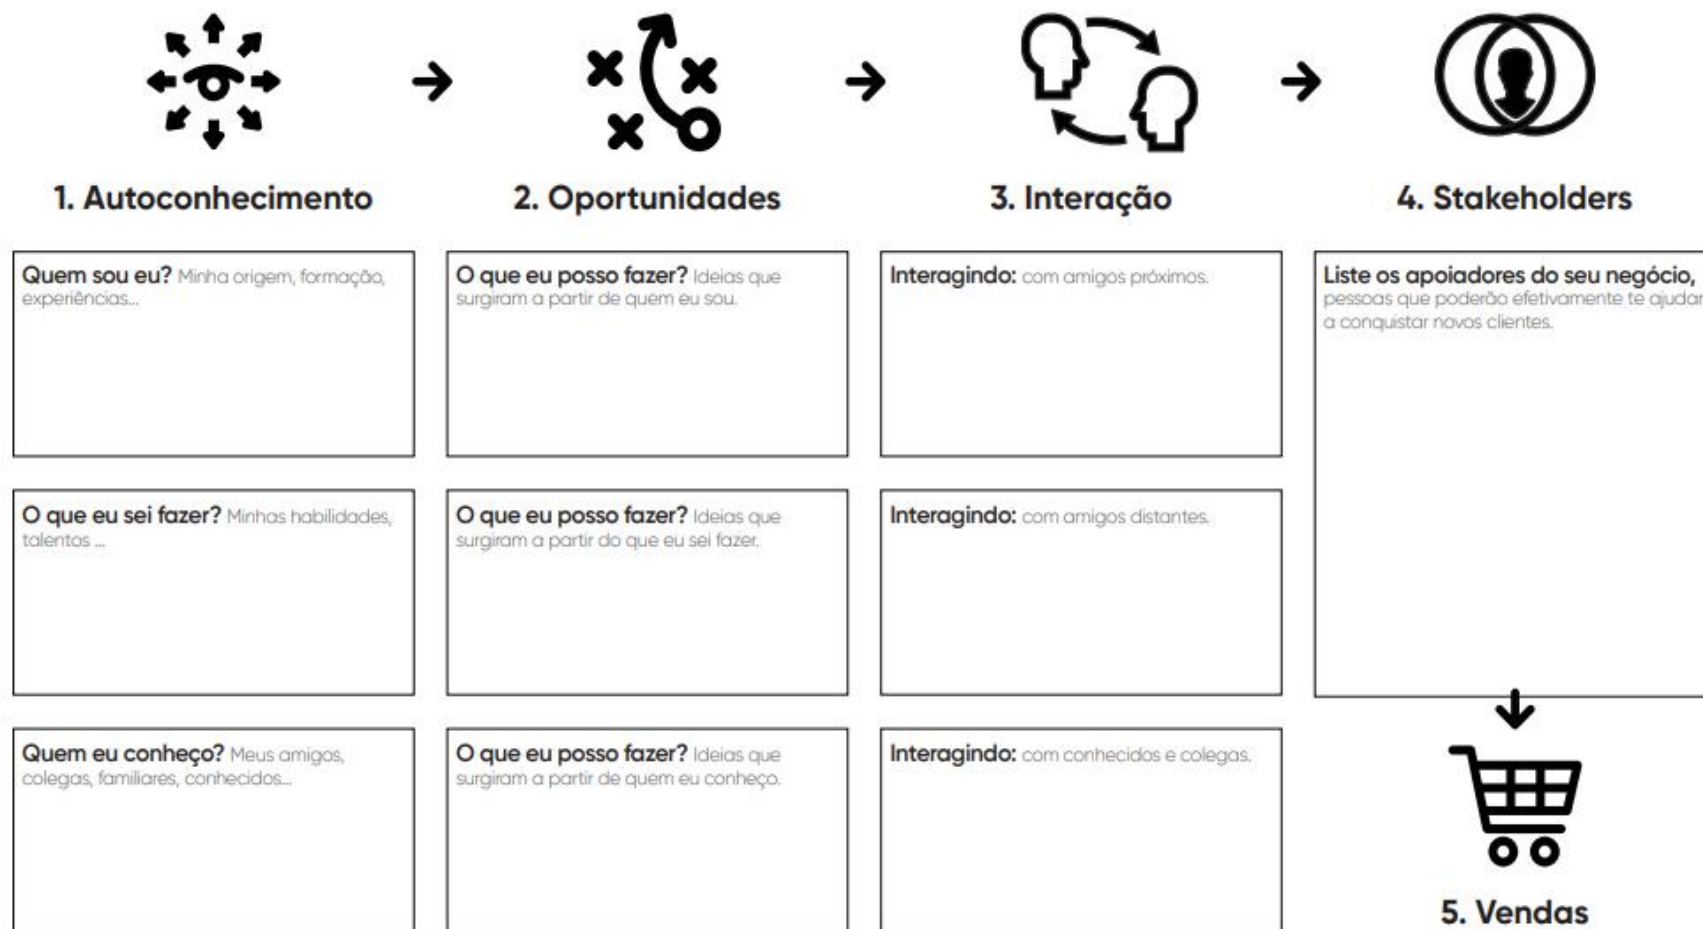 1. Autoconhecimento
2. Oportunidades
3. Interação
4. Stakeholders
Quem sou eu? Minha origem, formação,
experiências...
O que eu posso fazer? Ideias que
surgiram a partir de quem eu sou.
Interagindo: com amigos próximos.
Liste os apoiadores do seu negócio,
pessoas que poderão efetivamente te ajudar
a conquistar novos clientes.
O que eu sei fazer? Minhas habilidades,
talentos ...
O que eu posso fazer? Ideias que
surgiram a partir do que eu sei fazer.
Interagindo: com amigos distantes.
Quem eu conheço? Meus amigos,
colegas, familiares, conhecidos...
O que eu posso fazer? Ideias que
surgiram a partir de quem eu conheço.
Interagindo: com conhecidos e colegas.
5. Vendas